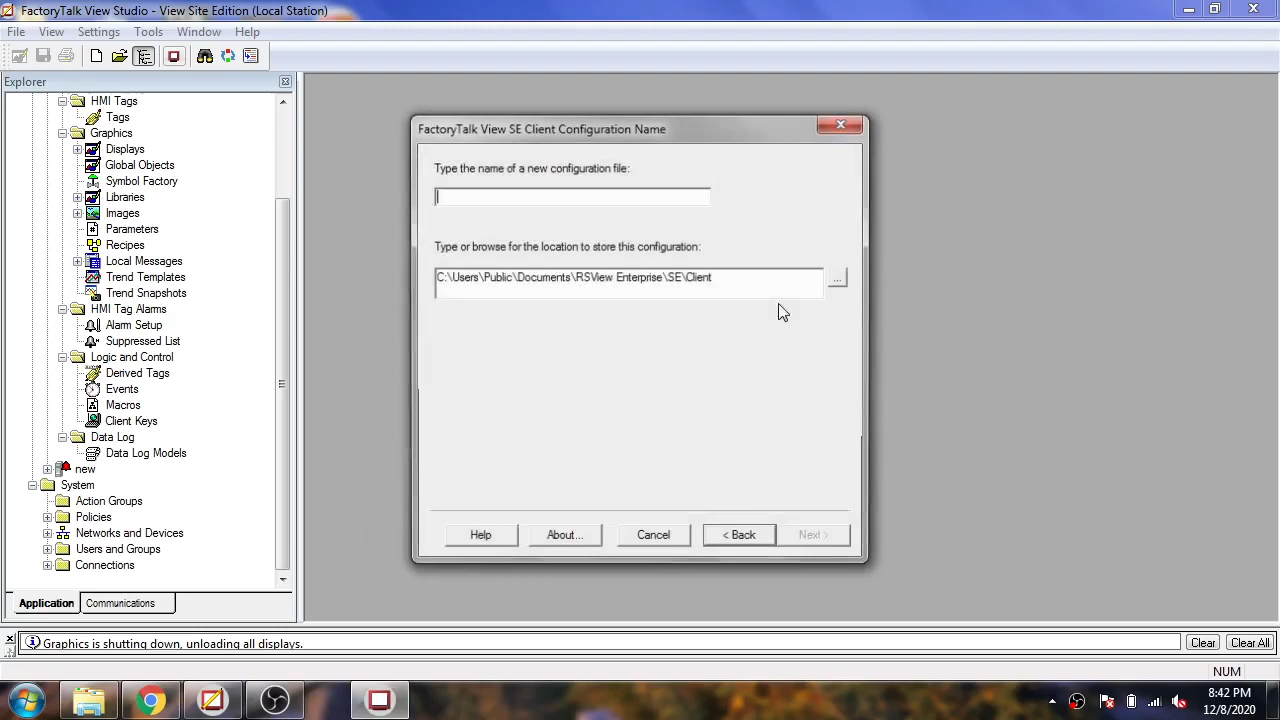 FactoryTalk View Studio - View Site Edition (Local Station)
File View Settings Tools Window Help
Explorer
HMI Tags
Tags
Graphics
Displays
Global Objects
Symbol Factory
Libraries
Images
Parameters
Recipes
Local Messages
Trend Templates
Trend Snapshots
HMI Tag Alarms
Alarm Setup
Suppressed List
Logic and Control
Derived Tags
Events
Macros
Client Keys
Data Log
Data Log Models
new
System
Action Groups
Policies
Networks and Devices
Users and Groups
Connections
Application Communications
FactoryTalk View SE Client Configuration Name
Type the name of a new configuration file:
Type or browse for the location to store this configuration:
C:\Users\Public\Documents\RSView Enterprise\SE\Client
...
Help About... Cancel < Back Next >
Graphics is shutting down, unloading all displays.
Clear Clear All
NUM
8:42 PM
12/8/2020